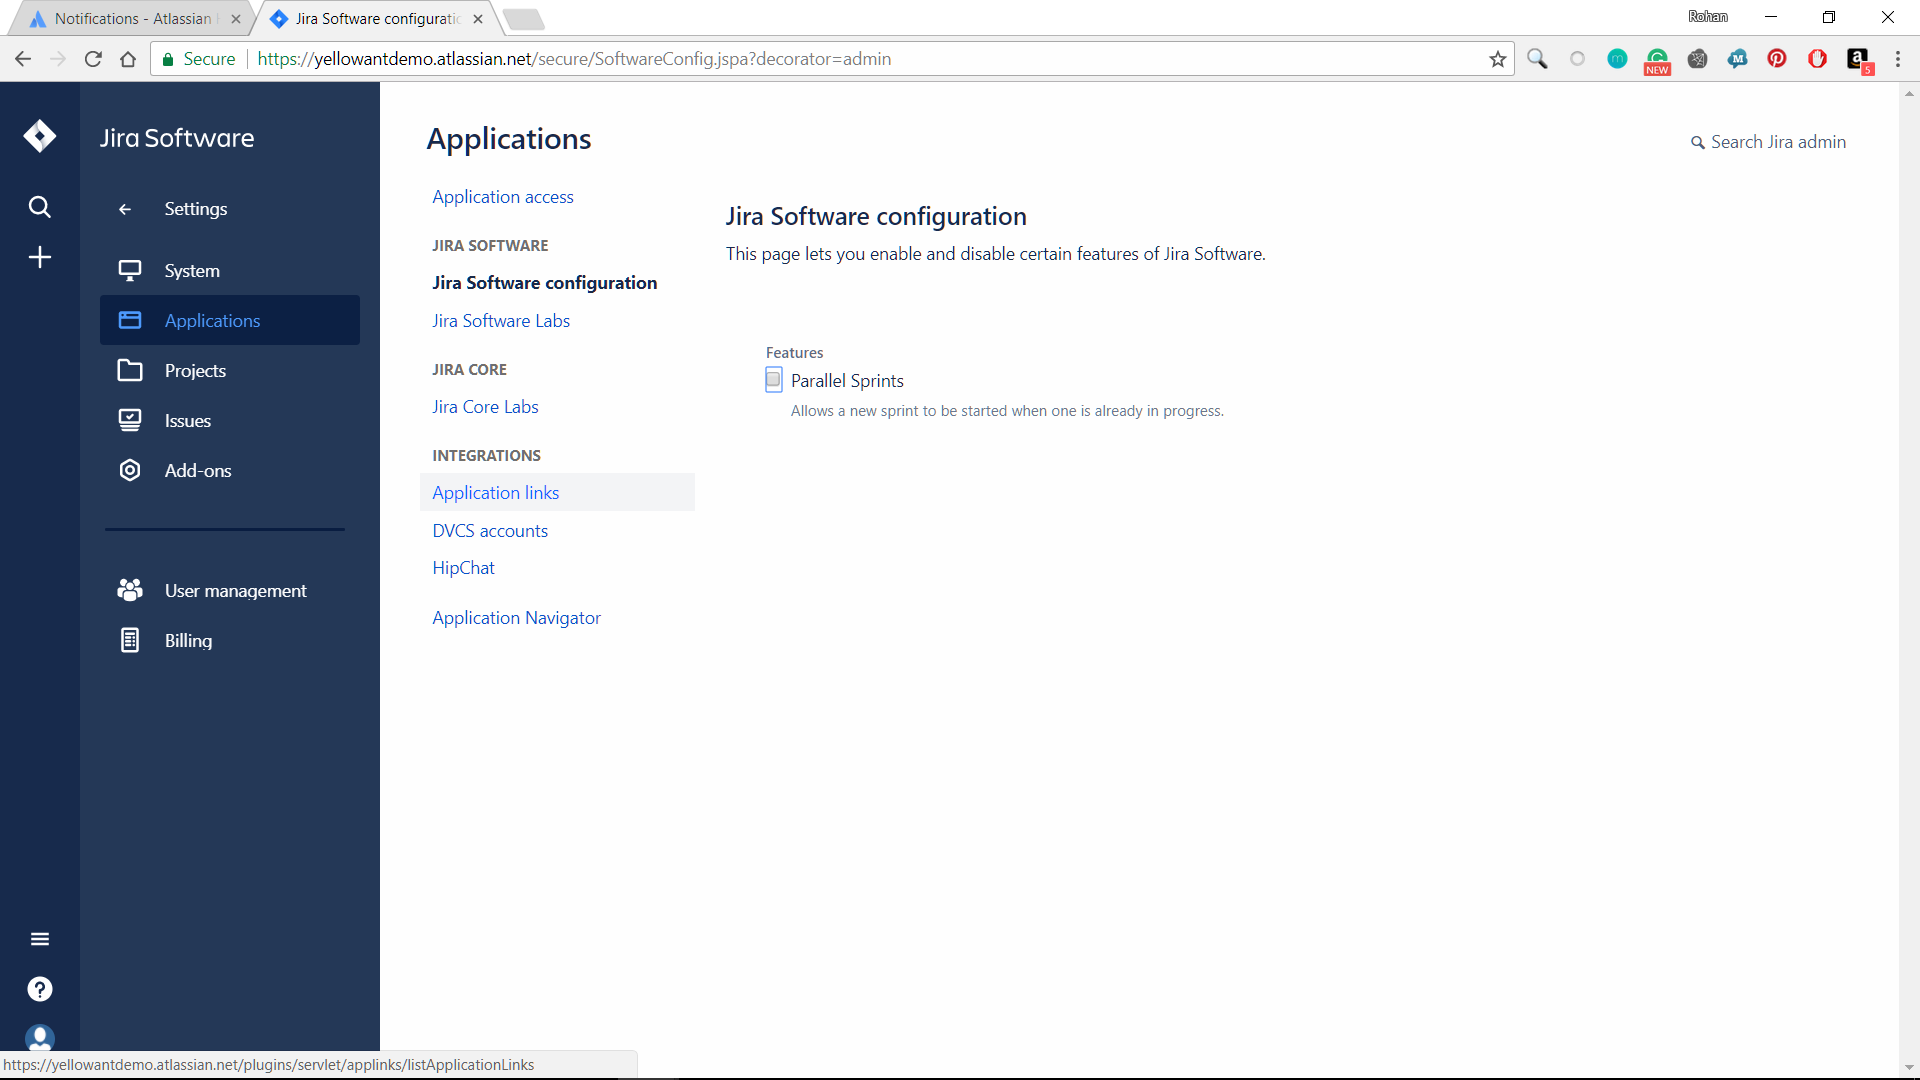 Notifications - Atlassian
Jira Software configuratio
Rohan
Secure
https://yellowantdemo.atlassian.net/secure/SoftwareConfig.jspa?decorator=admin
m
NEW
M
a
5
Jira Software
Settings
System
Applications
Projects
Issues
Add-ons
User management
Billing
Applications
Search Jira admin
Application access
JIRA SOFTWARE
Jira Software configuration
Jira Software Labs
JIRA CORE
Jira Core Labs
INTEGRATIONS
Application links
DVCS accounts
HipChat
Application Navigator
Jira Software configuration
This page lets you enable and disable certain features of Jira Software.
Features
Parallel Sprints
Allows a new sprint to be started when one is already in progress.
?
https://yellowantdemo.atlassian.net/plugins/servlet/applinks/listApplicationLinks